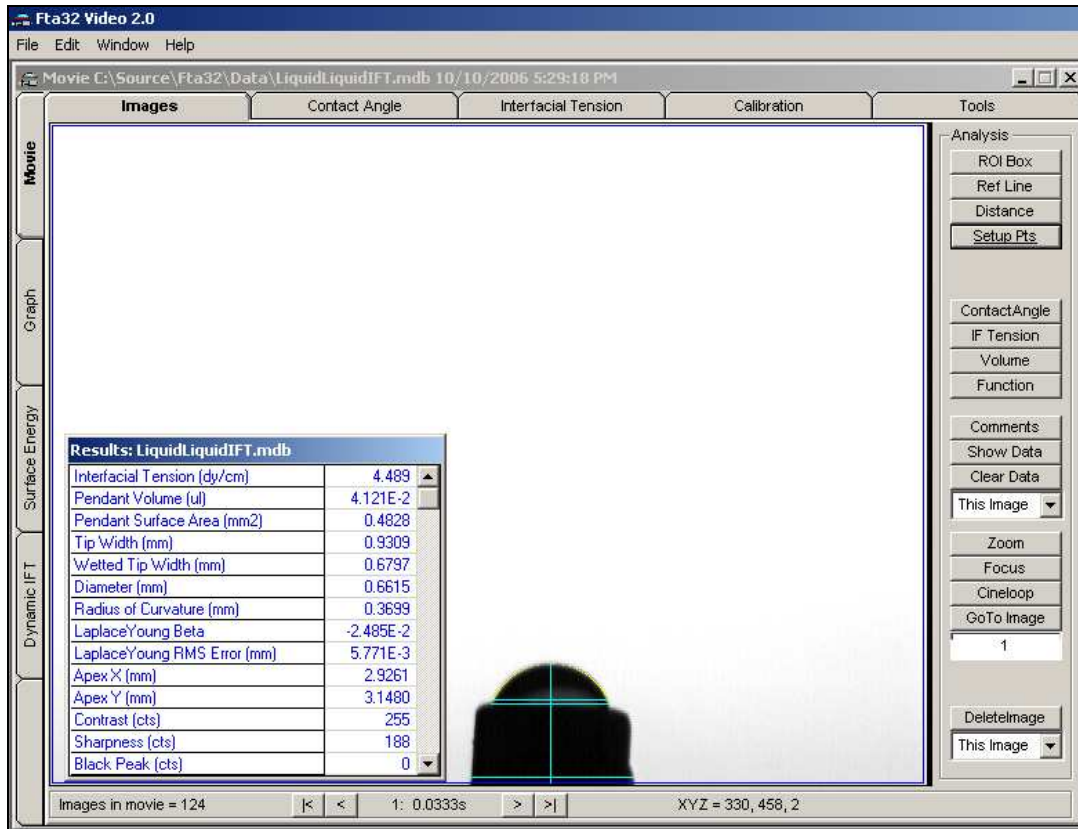 Fta32 Video 2.0
File Edit Window Help
Movie C:\Source\Fta32\Data\LiquidLiquidIFT.mdb 10/10/2006 5:29:18 PM
Images Contact Angle Interfacial Tension Calibration Tools
Movie
Graph
Surface Energy
Dynamic IFT
Analysis
ROI Box
Ref Line
Distance
Setup Pts
ContactAngle
IF Tension
Volume
Function
Comments
Show Data
Clear Data
This Image
Zoom
Focus
Cineloop
GoTo Image
1
DeleteImage
This Image
Results: LiquidLiquidIFT.mdb
Interfacial Tension (dy/cm) 4.489
Pendant Volume (ul) 4.121E-2
Pendant Surface Area (mm2) 0.4828
Tip Width (mm) 0.9309
Wetted Tip Width (mm) 0.6797
Diameter (mm) 0.6615
Radius of Curvature (mm) 0.3699
LaplaceYoung Beta -2.485E-2
LaplaceYoung RMS Error (mm) 5.771E-3
Apex X (mm) 2.9261
Apex Y (mm) 3.1480
Contrast (cts) 255
Sharpness (cts) 188
Black Peak (cts) 0
Images in movie = 124 |< < 1: 0.0333s > >| XYZ = 330, 458, 2